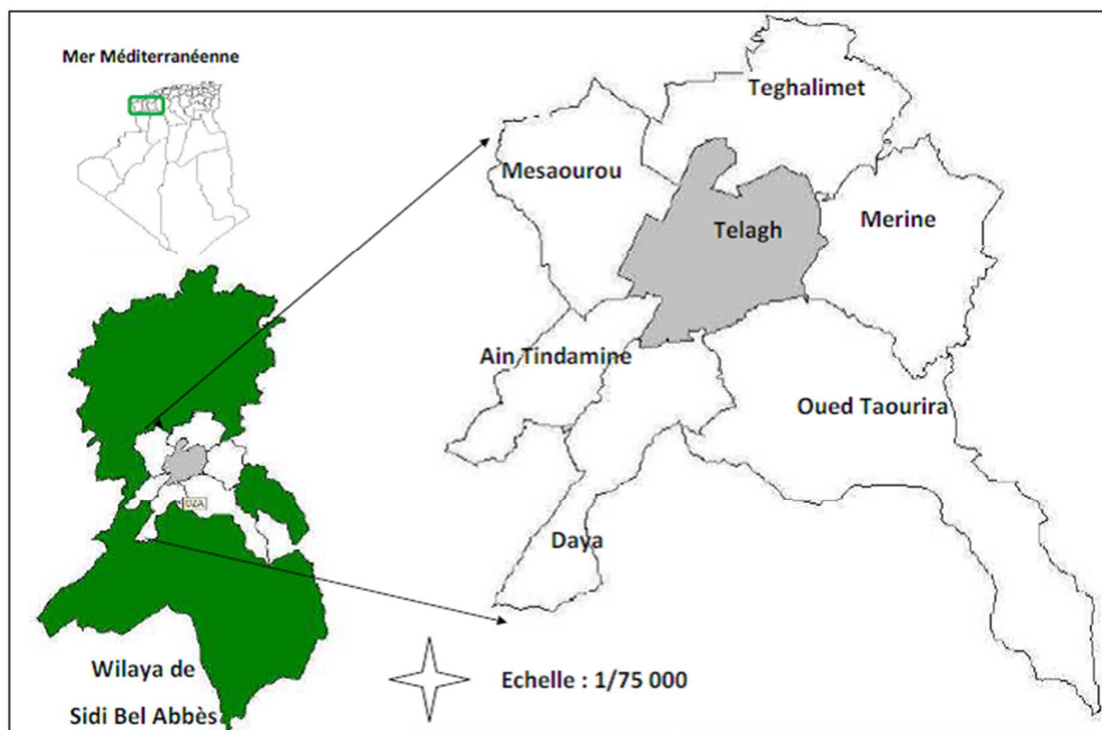 Mer Méditerranéenne
Teghalimet
Mesaourou
Telagh
Merine
Ain Tindamine
Oued Taourira
DZA
Daya
Wilaya de
Sidi Bel Abbès
Echelle : 1/75 000